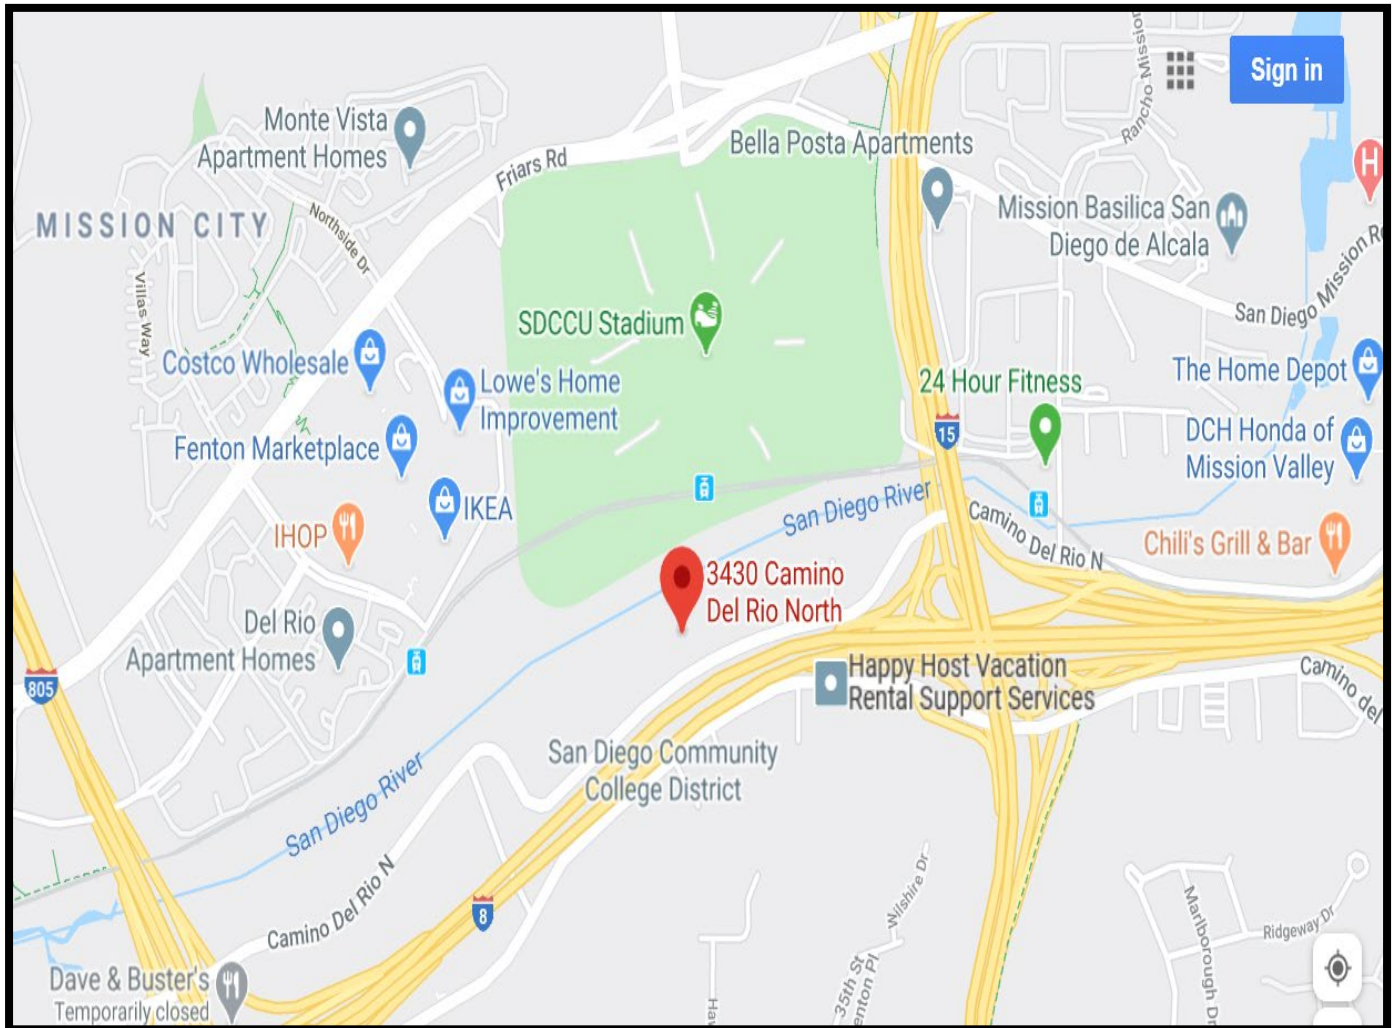 Sign in
Rancho Mission
Monte Vista
Apartment Homes
Bella Posta Apartments
Friars Rd
H
MISSION CITY
Northside Dr
Mission Basilica San
Diego de Alcala
San Diego Mission R
Villas Way
SDCCU Stadium
Costco Wholesale
Lowe's Home
Improvement
24 Hour Fitness
The Home Depot
15
Fenton Marketplace
DCH Honda of
Mission Valley
IKEA
San Diego River
IHOP
Camino Del Rio N
Chili's Grill & Bar
3430 Camino
Del Rio North
Del Rio
Apartment Homes
805
Happy Host Vacation
Rental Support Services
Camino del
San Diego Community
College District
San Diego River
Camino Del Rio N
8
Wilshire Dr
Marlborough Dr
Ridgeway Dr
35th St
enton Pl
Dave & Buster's
Temporarily closed
Hav